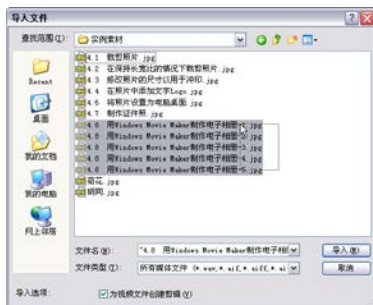 导入文件
查找范围(I):
实例素材
Recent
桌面
我的文档
我的电脑
网上邻居
4.1 裁剪照片.jpg
4.2 在保持长宽比的情况下裁剪照片.jpg
4.3 修改照片的尺寸以用于冲印.jpg
4.4 在照片中添加文字Logo.jpg
4.6 将照片设置为电脑桌面.jpg
4.7 制作证件照.jpg
4.8 用Windows Movie Maker制作电子相册-1.jpg
4.8 用Windows Movie Maker制作电子相册-2.jpg
4.8 用Windows Movie Maker制作电子相册-3.jpg
4.8 用Windows Movie Maker制作电子相册-4.jpg
4.8 用Windows Movie Maker制作电子相册-5.jpg
荷花.jpg
胡同.jpg
文件名(N):
"4.8 用Windows Movie Maker制作电子相册
导入(M)
文件类型(T):
所有媒体文件 (*.wav,*.aif,*.aiff,*.ai
取消
导入选项:
为视频文件创建剪辑(V)